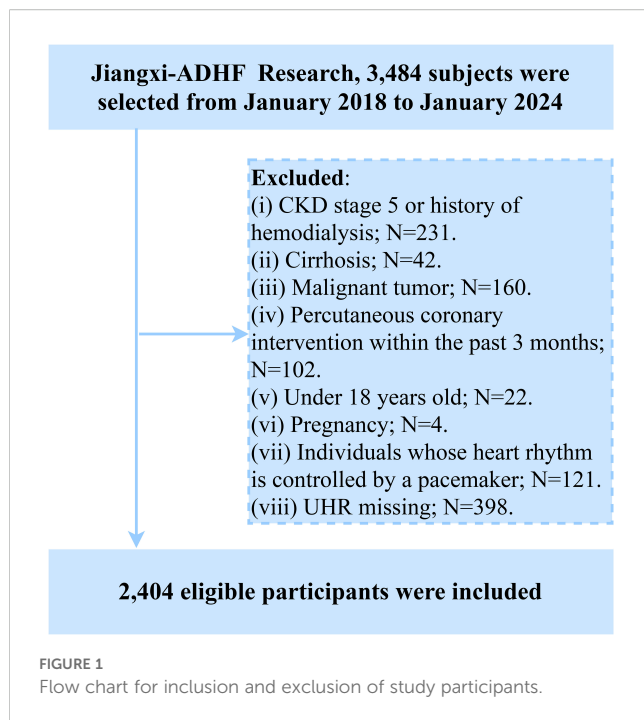 Jiangxi-ADHF Research, 3,484 subjects were
selected from January 2018 to January 2024
Excluded:
(i) CKD stage 5 or history of
hemodialysis; N=231.
(ii) Cirrhosis; N=42.
(iii) Malignant tumor; N=160.
(iv) Percutaneous coronary
intervention within the past 3 months;
N=102.
(v) Under 18 years old; N=22.
(vi) Pregnancy; N=4.
(vii) Individuals whose heart rhythm
is controlled by a pacemaker; N=121.
(viii) UHR missing; N=398.
2,404 eligible participants were included
FIGURE 1
Flow chart for inclusion and exclusion of study participants.